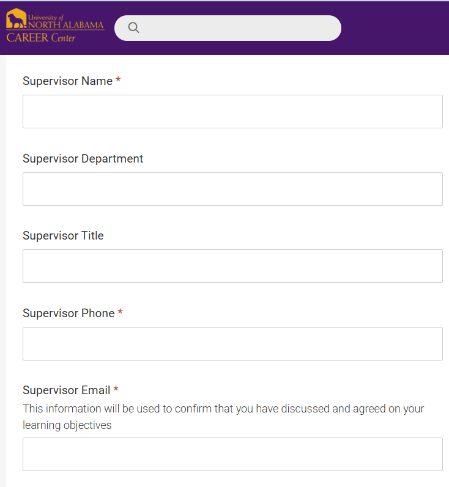 University of
NORTH ALABAMA
CAREER Center
Supervisor Name *
Supervisor Department
Supervisor Title
Supervisor Phone *
Supervisor Email *
This information will be used to confirm that you have discussed and agreed on your
learning objectives